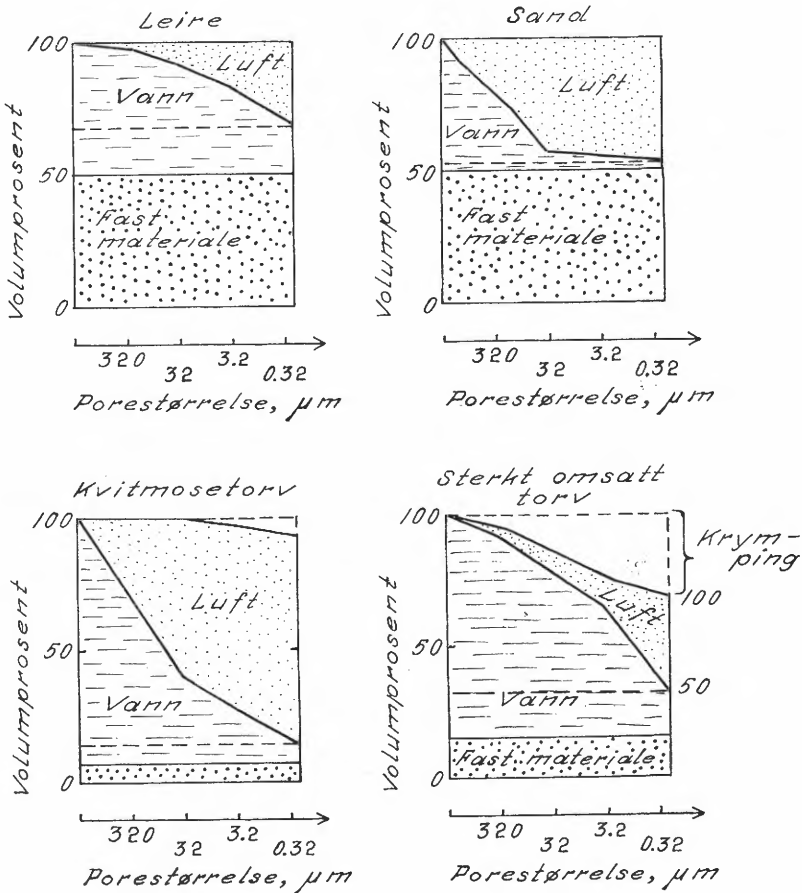 Leire
100
50
0
Volumprosent
Luft
Vann
Fast
materiale
320
32
3.2
0.32
Porestørrelse, µm
Sand
100
50
0
Volumprosent
Luft
Vann
Fast
materiale
320
32
3.2
0.32
Porestørrelse, µm
Kvitmosetorv
100
50
0
Volumprosent
Luft
Vann
320
32
3.2
0.32
Porestørrelse, µm
Sterkt omsatt
torv
100
50
0
Volumprosent
Krym-
ping
100
50
Luft
Vann
Fast materiale
320
32
3.2
0.32
Porestørrelse, µm